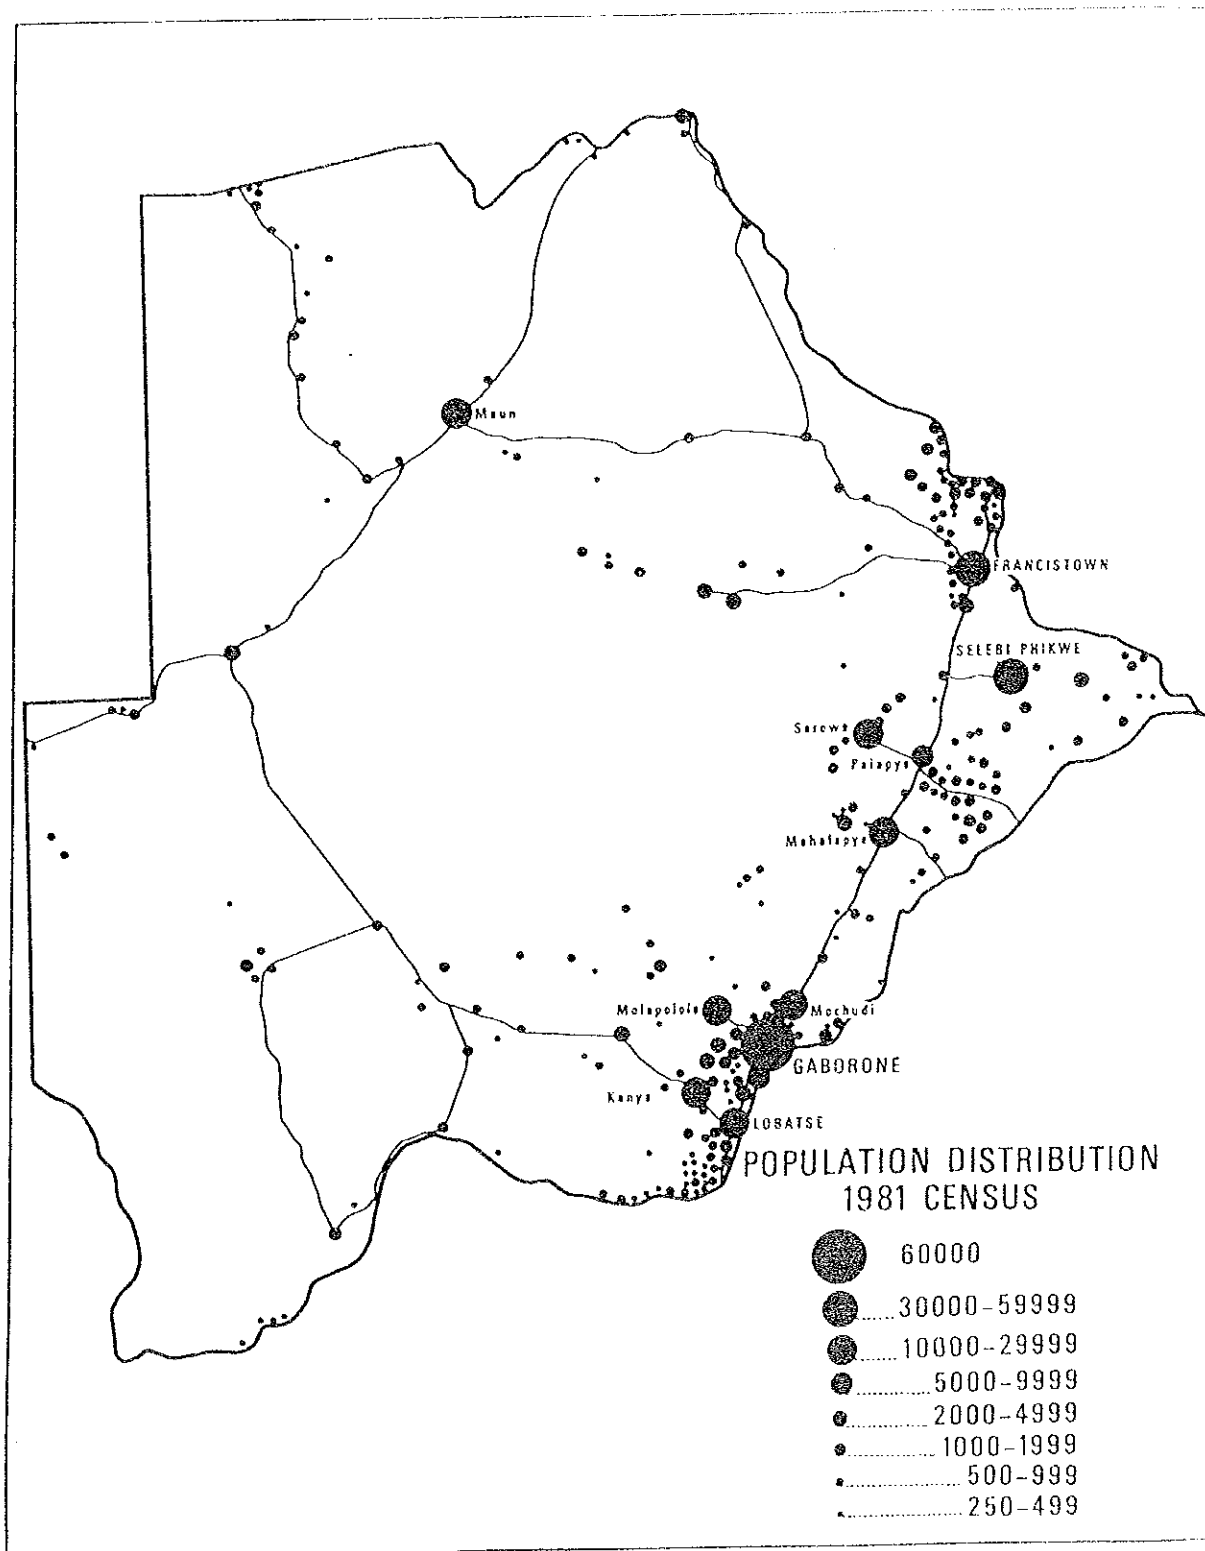 Maun
FRANCISTOWN
SELEBI PHIKWE
Serowe
Palapye
Mahalapye
Molepolole
Mochudi
GABORONE
Kanye
LOBATSE
POPULATION DISTRIBUTION
1981 CENSUS
60000
30000-59999
10000-29999
5000-9999
2000-4999
1000-1999
500-999
250-499